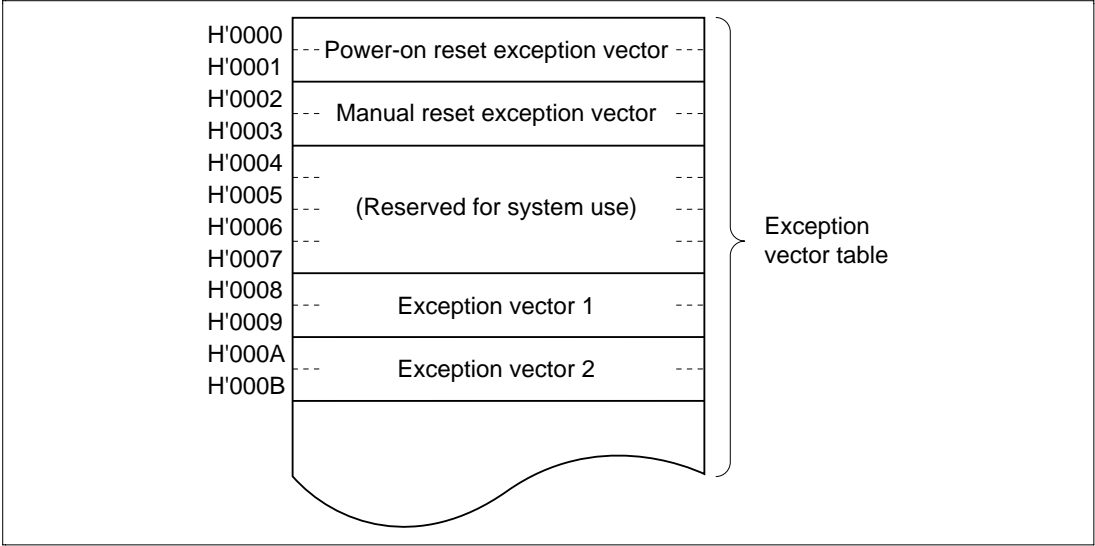 H'0000
Power-on reset exception vector
H'0001
H'0002
Manual reset exception vector
H'0003
H'0004
H'0005
(Reserved for system use)
H'0006
H'0007
Exception
vector table
H'0008
Exception vector 1
H'0009
H'000A
Exception vector 2
H'000B